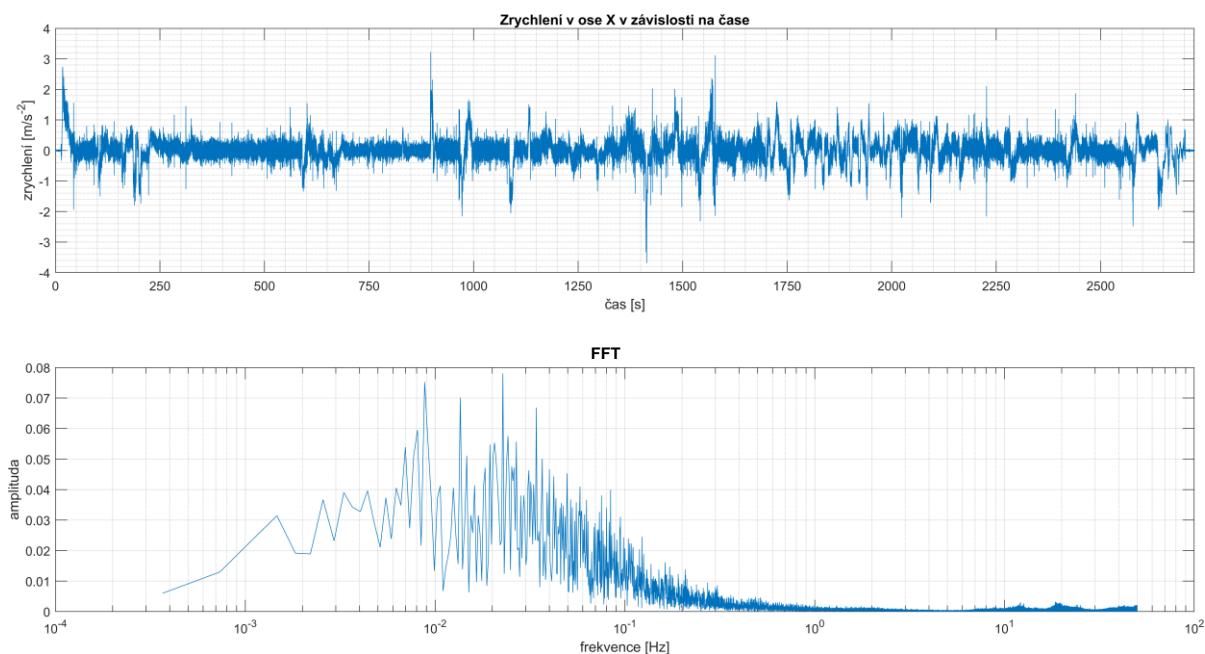 Zrychlení v ose X v závislosti na čase
4
3
2
1
0
-1
-2
-3
-4
zrychlení [m/s⁻²]
0 250 500 750 1000 1250 1500 1750 2000 2250 2500
čas [s]
FFT
0.08
0.07
0.06
0.05
0.04
0.03
0.02
0.01
0
amplituda
10⁻⁴ 10⁻³ 10⁻² 10⁻¹ 10⁰ 10¹ 10²
frekvence [Hz]